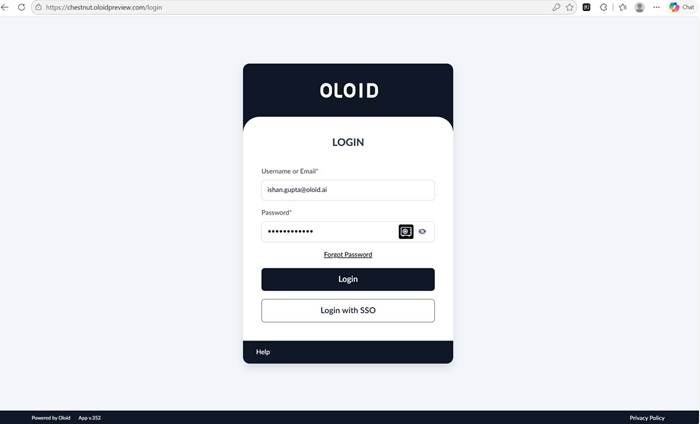 https://chestnut.oloidpreview.com/login
Chat
OLOID
LOGIN
Username or Email*
ishan.gupta@oloid.ai
Password*
••••••••••••
Forgot Password
Login
Login with SSO
Help
Powered by Oloid App v.352
Privacy Policy